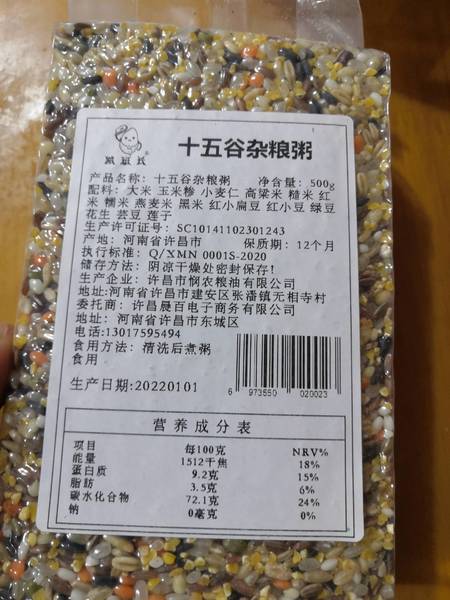 十五谷杂粮粥
产品名称：十五谷杂粮粥 净含量：500g
配料：大米 玉米糁 小麦仁 高梁米 糙米 红
米 糯米 燕麦米 黑米 红小扁豆 红小豆 绿豆
花生 芸豆 莲子
生产许可证号：SC10141102301243
产地：河南省许昌市 保质期：12个月
执行标准：Q/XMN 0001S-2020
储存方法：阴凉干燥处密封保存！
生产企业：许昌市悯农粮油有限公司
地址:河南省许昌市建安区张潘镇无相寺村
委托商：许昌晨百电子商务有限公司
地址：河南省许昌市东城区
电话:13017595494
食用方法：清洗后煮粥
食用
生产日期:20220101
6 973550 020023
营养成分表
项目 每100克 NRV%
能量 1512千焦 18%
蛋白质 9.2克 15%
脂肪 3.5克 6%
碳水化合物 72.1克 24%
钠 0毫克 0%